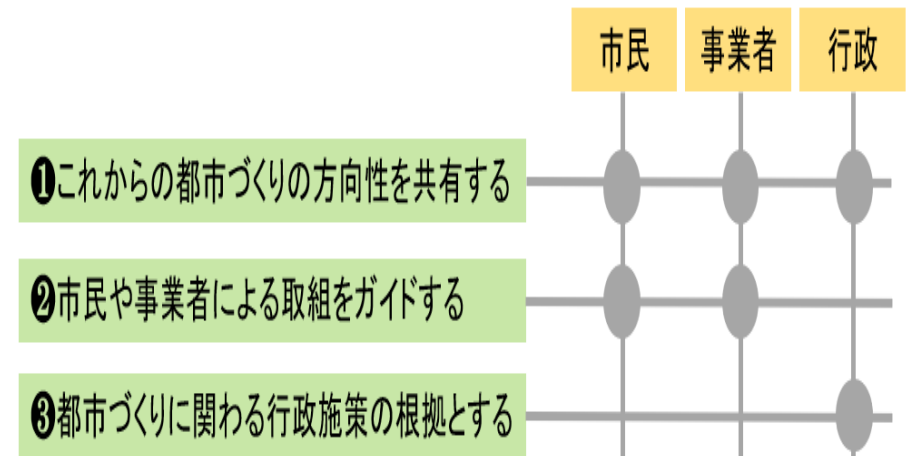 市民 事業者 行政
❶これからの都市づくりの方向性を共有する
❷市民や事業者による取組をガイドする
❸都市づくりに関わる行政施策の根拠とする